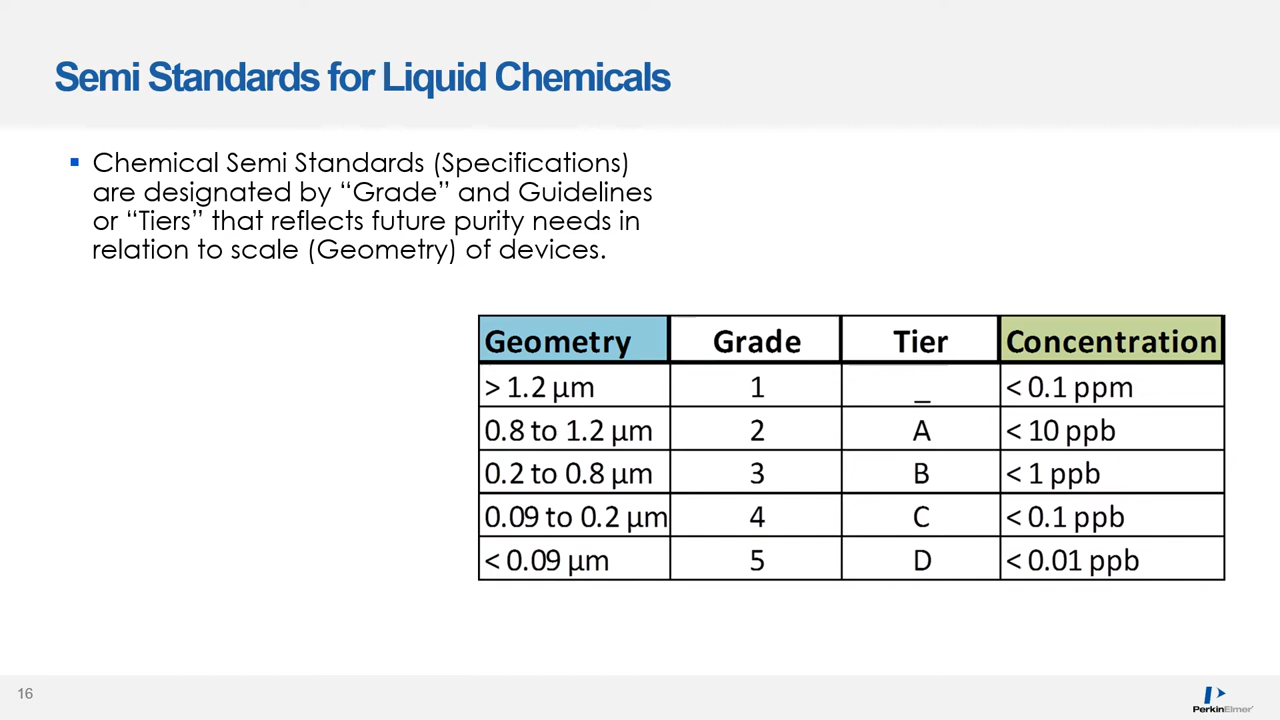 Semi Standards for Liquid Chemicals
▪ Chemical Semi Standards (Specifications)
are designated by “Grade” and Guidelines
or “Tiers” that reflects future purity needs in
relation to scale (Geometry) of devices.
Geometry Grade Tier Concentration
> 1.2 µm 1 _ < 0.1 ppm
0.8 to 1.2 µm 2 A < 10 ppb
0.2 to 0.8 µm 3 B < 1 ppb
0.09 to 0.2 µm 4 C < 0.1 ppb
< 0.09 µm 5 D < 0.01 ppb
16
PerkinElmer